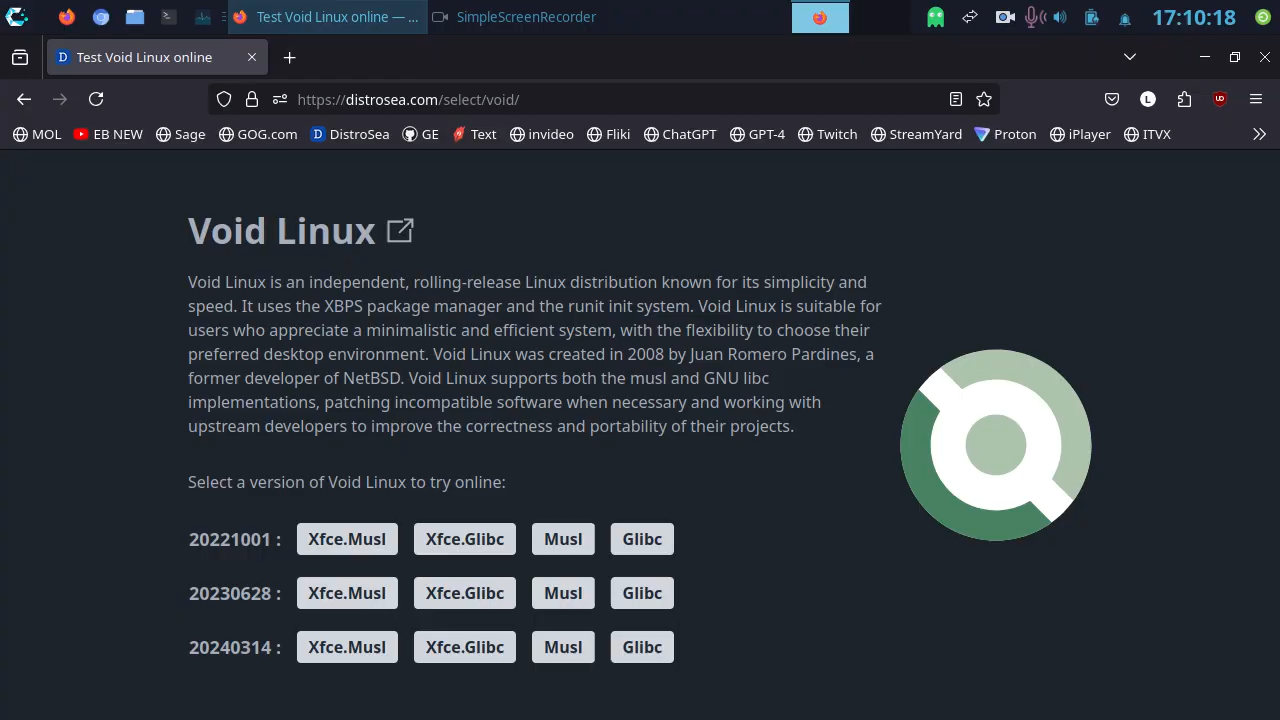 Test Void Linux online — ...
SimpleScreenRecorder
17:10:18
D Test Void Linux online
https://distrosea.com/select/void/
L
UD
MOL
EB NEW
Sage
GOG.com
D DistroSea
GE
Text
invideo
Fliki
ChatGPT
GPT-4
Twitch
StreamYard
Proton
iPlayer
ITVX
Void Linux
Void Linux is an independent, rolling-release Linux distribution known for its simplicity and
speed. It uses the XBPS package manager and the runit init system. Void Linux is suitable for
users who appreciate a minimalistic and efficient system, with the flexibility to choose their
preferred desktop environment. Void Linux was created in 2008 by Juan Romero Pardines, a
former developer of NetBSD. Void Linux supports both the musl and GNU libc
implementations, patching incompatible software when necessary and working with
upstream developers to improve the correctness and portability of their projects.
Select a version of Void Linux to try online:
20221001 : Xfce.Musl Xfce.Glibc Musl Glibc
20230628 : Xfce.Musl Xfce.Glibc Musl Glibc
20240314 : Xfce.Musl Xfce.Glibc Musl Glibc